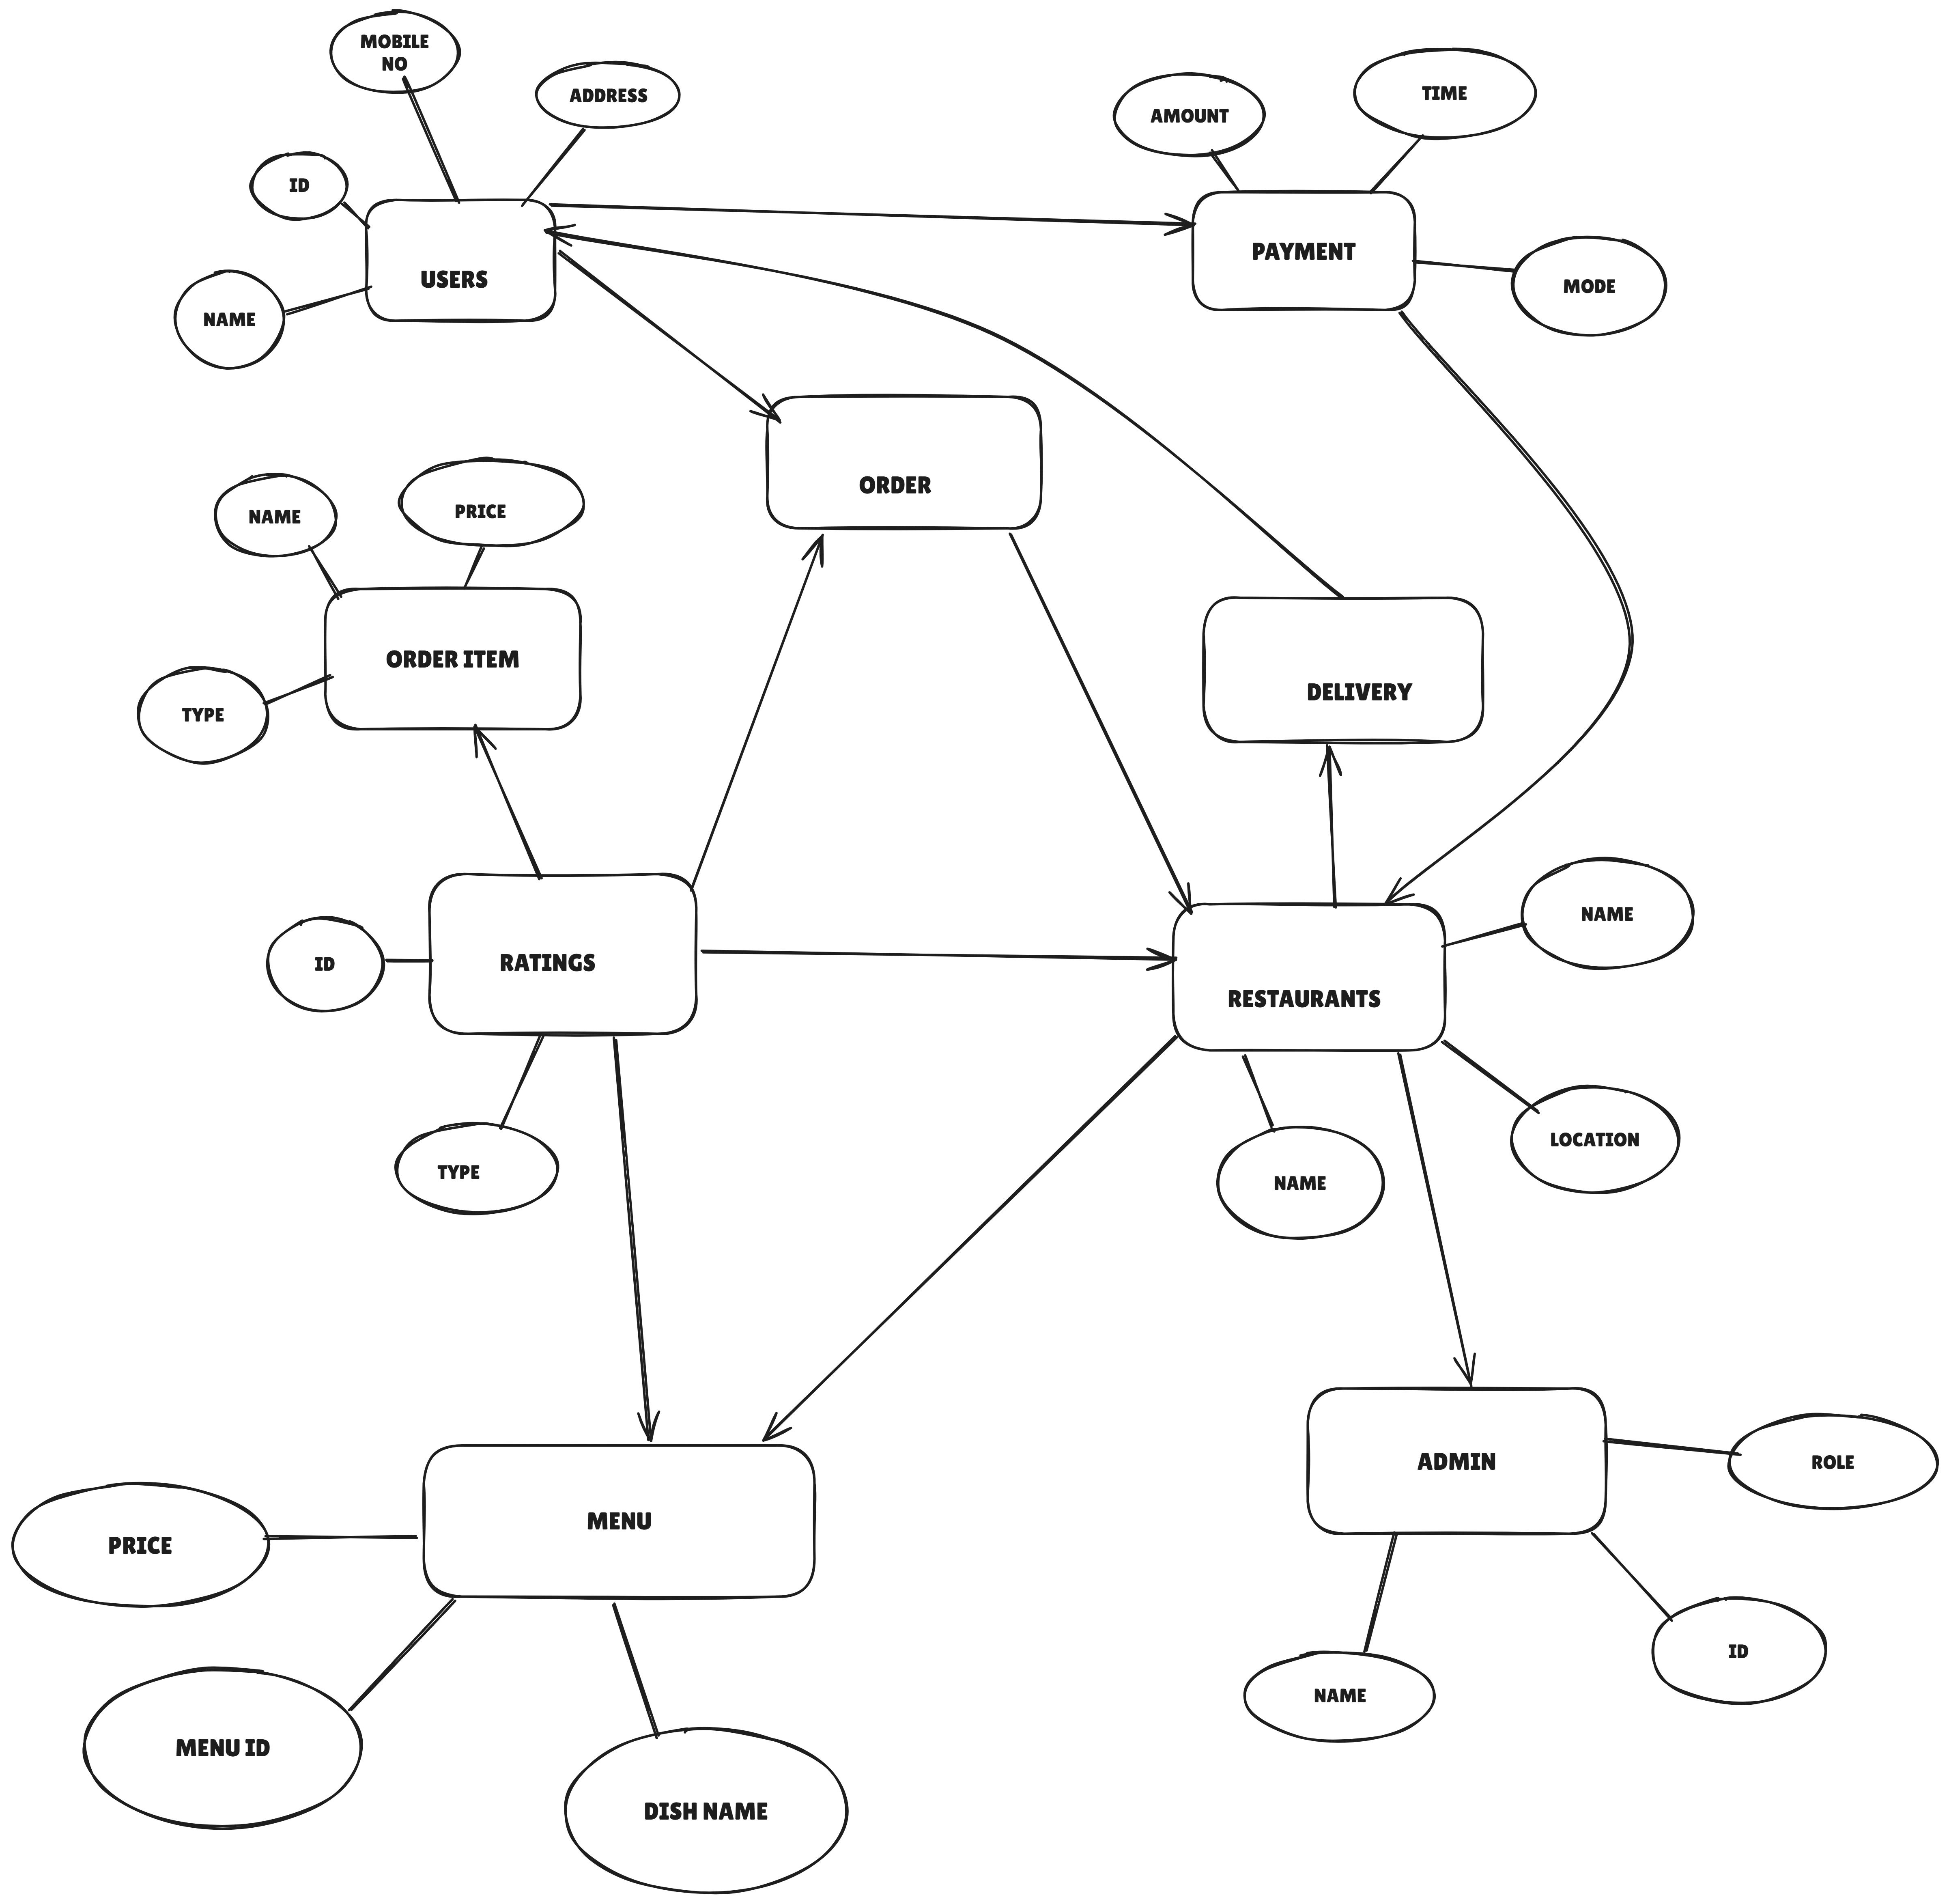 MOBILE
NO
ADDRESS
TIME
AMOUNT
ID
USERS
PAYMENT
MODE
NAME
ORDER
NAME
PRICE
ORDER ITEM
TYPE
DELIVERY
NAME
ID
RATINGS
RESTAURANTS
LOCATION
TYPE
NAME
MENU
ADMIN
ROLE
PRICE
ID
NAME
MENU ID
DISH NAME